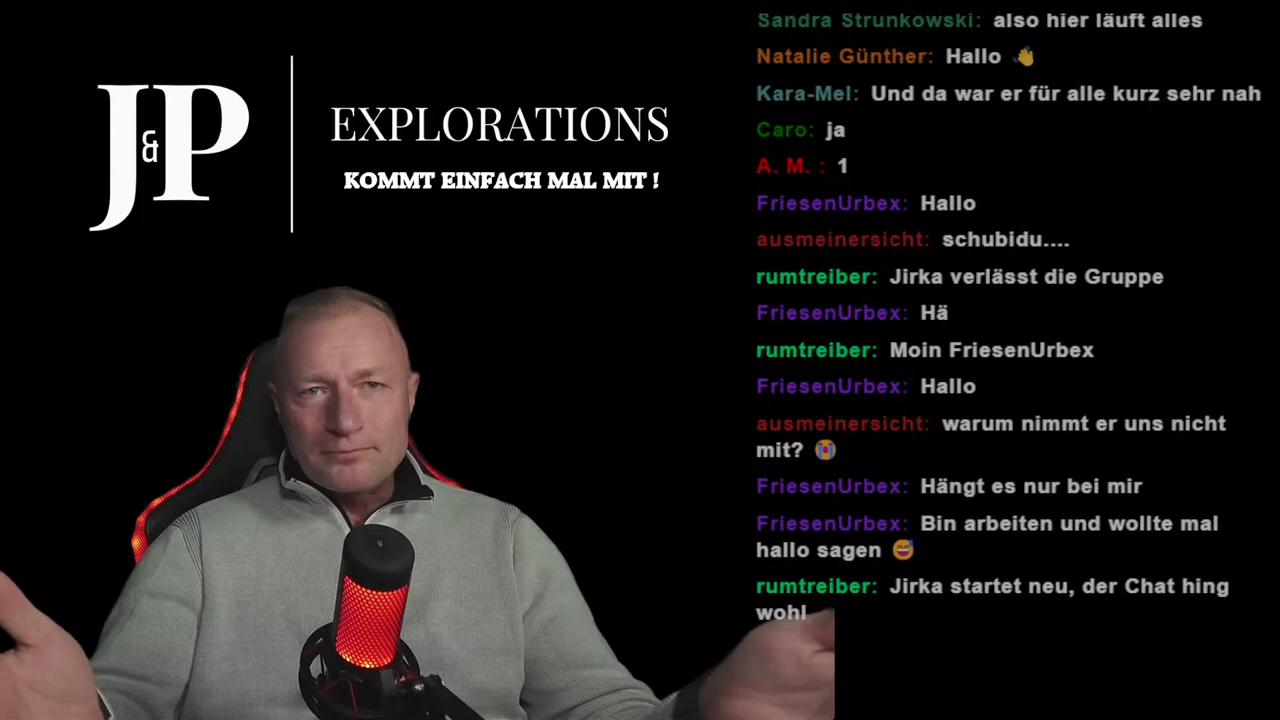 J&P
EXPLORATIONS
KOMMT EINFACH MAL MIT !
Sandra Strunkowski: also hier läuft alles
Natalie Günther: Hallo 👋
Kara-Mel: Und da war er für alle kurz sehr nah
Caro: ja
A. M. : 1
FriesenUrbex: Hallo
ausmeinersicht: schubidu....
rumtreiber: Jirka verlässt die Gruppe
FriesenUrbex: Hä
rumtreiber: Moin FriesenUrbex
FriesenUrbex: Hallo
ausmeinersicht: warum nimmt er uns nicht
mit? 😭
FriesenUrbex: Hängt es nur bei mir
FriesenUrbex: Bin arbeiten und wollte mal
hallo sagen 😅
rumtreiber: Jirka startet neu, der Chat hing
wohl